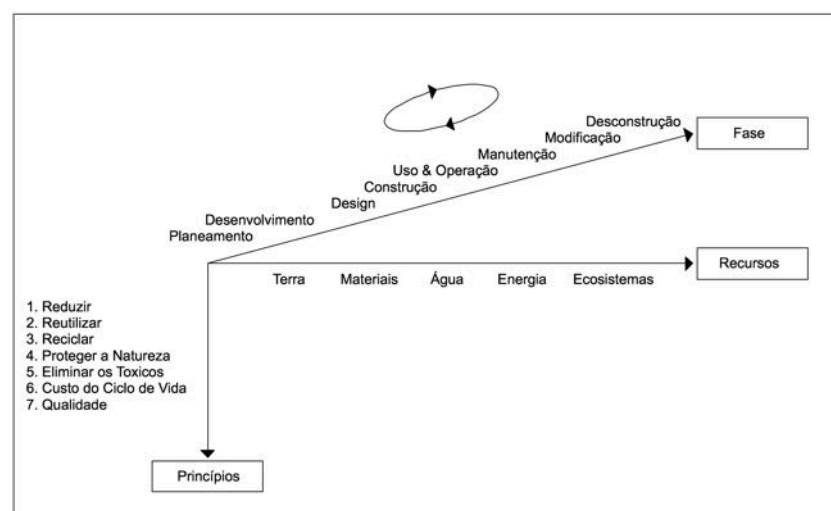 Desconstrução
Modificação
Manutenção
Uso & Operação
Construção
Design
Desenvolvimento
Planeamento
Fase
Recursos
Terra Materiais Água Energia Ecosistemas
1. Reduzir
2. Reutilizar
3. Reciclar
4. Proteger a Natureza
5. Eliminar os Toxicos
6. Custo do Ciclo de Vida
7. Qualidade
Princípios